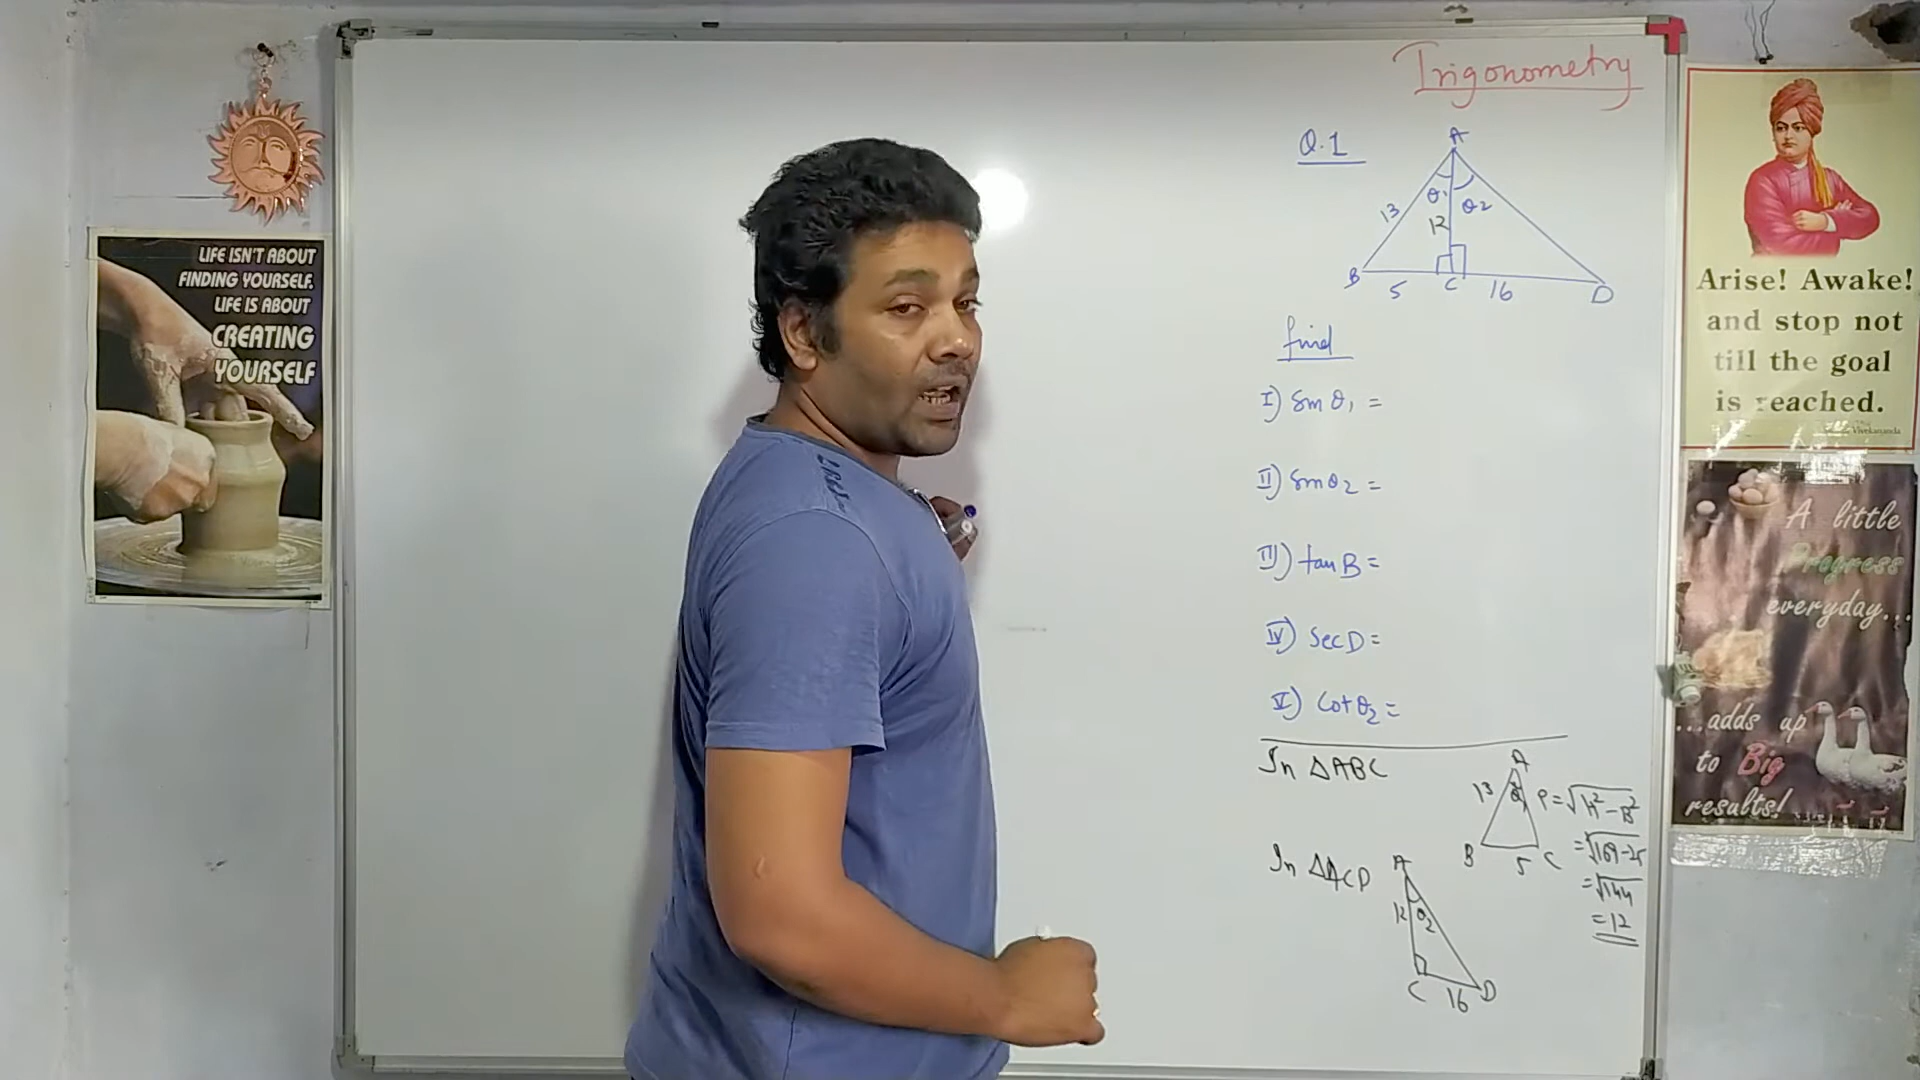 LIFE ISN'T ABOUT
FINDING YOURSELF.
LIFE IS ABOUT
CREATING
YOURSELF
Trigonometry
Q.1
A
θ1
θ2
13
12
B
5
C
16
D
find
I) Sin θ1 =
II) Sin θ2 =
III) tan B =
IV) Sec D =
V) Cot θ2 =
In ΔABC
A
13
B
5
C
P = √H² - B²
= √169 - 25
= √144
= 12
In ΔACD
A
12
θ2
C
16
D
Arise! Awake!
and stop not
till the goal
is reached.
Vivekananda
A little
Progress
everyday...
...adds up
to Big
results!